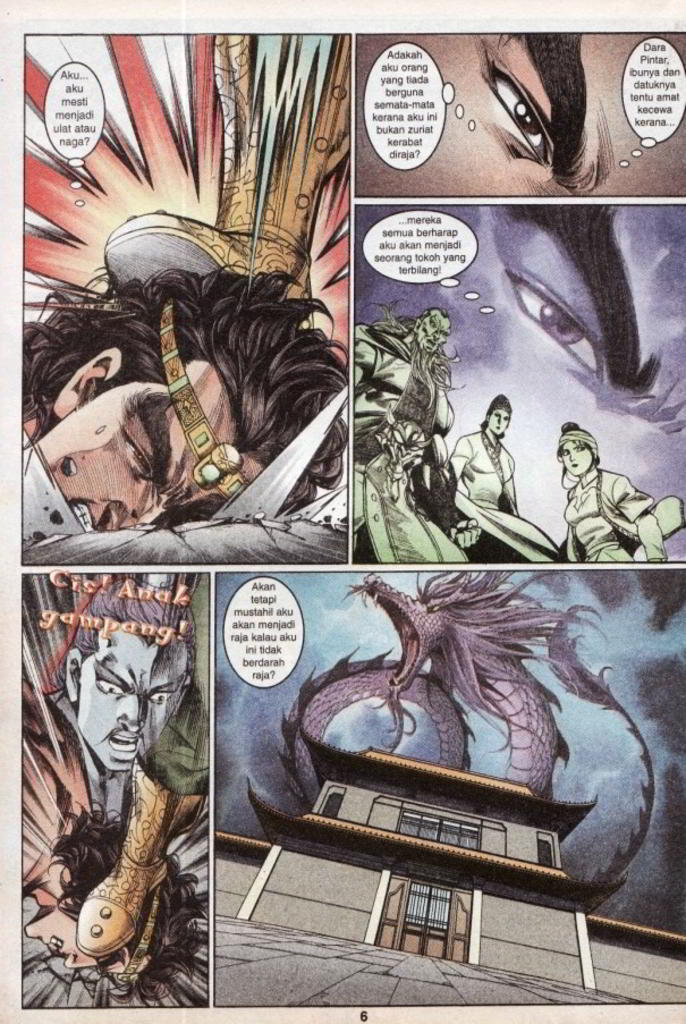 Aku...
aku
mesti
menjadi
ulat atau
naga?
Adakah
aku orang
yang tiada
berguna
semata-mata
kerana aku ini
bukan zuriat
kerabat
diraja?
Dara
Pintar,
ibunya dan
datuknya
tentu amat
kecewa
kerana...
...mereka
semua berharap
aku akan menjadi
seorang tokoh yang
terbilang!
Cis! Anak
gampang!
Akan
tetapi
mustahil aku
akan menjadi
raja kalau aku
ini tidak
berdarah
raja?
6